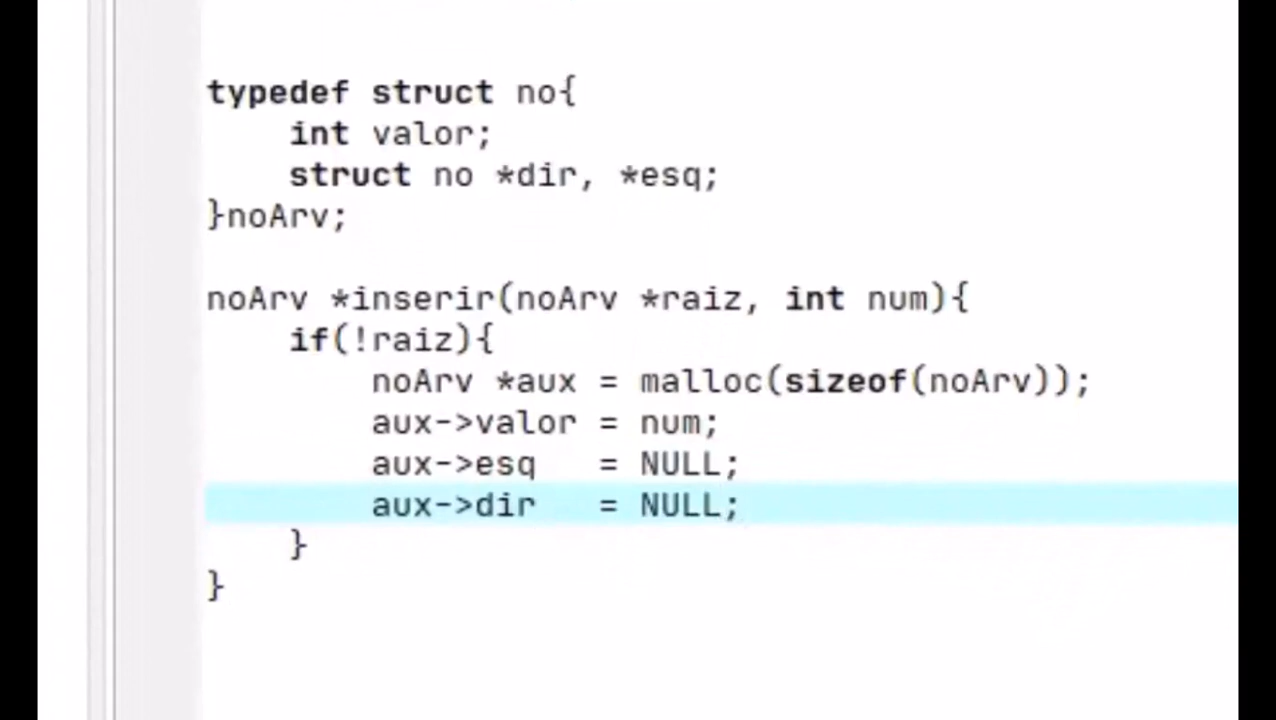 typedef struct no{
    int valor;
    struct no *dir, *esq;
}noArv;

noArv *inserir(noArv *raiz, int num){
    if(!raiz){
        noArv *aux = malloc(sizeof(noArv));
        aux->valor = num;
        aux->esq   = NULL;
        aux->dir   = NULL;
    }
}